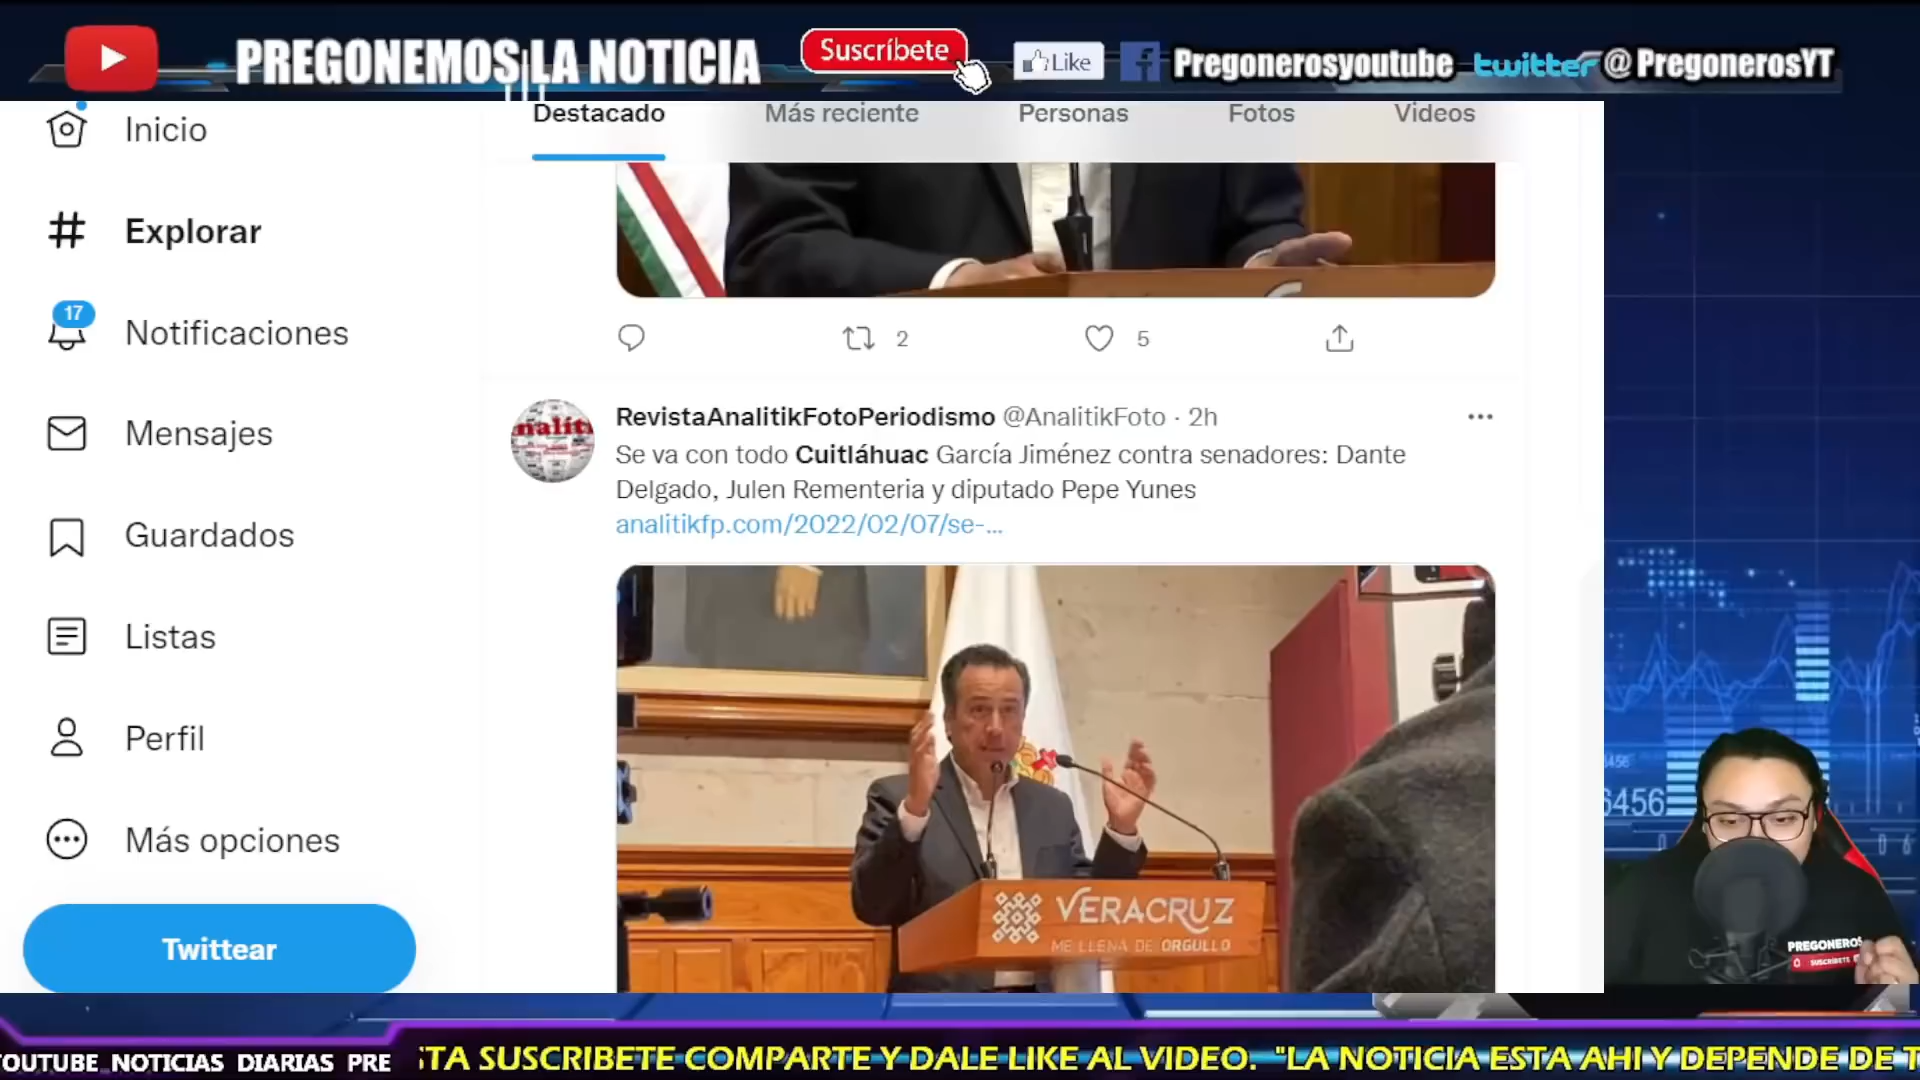 PREGONEMOS LA NOTICIA
Suscríbete
Like
Pregonerosyoutube
twitter @PregonerosYT
Destacado
Más reciente
Personas
Fotos
Videos
Inicio
Explorar
17
Notificaciones
Mensajes
Guardados
Listas
Perfil
Más opciones
Twittear
2
5
RevistaAnalitikFotoPeriodismo @AnalitikFoto · 2h
Se va con todo Cuitláhuac García Jiménez contra senadores: Dante
Delgado, Julen Rementeria y diputado Pepe Yunes
analitikfp.com/2022/02/07/se-...
VERACRUZ
ME LLENA DE ORGULLO
6456
PREGONEROS
SUSCRIBETE
OUTUBE NOTICIAS DIARIAS PRE
STA SUSCRIBETE COMPARTE Y DALE LIKE AL VIDEO. "LA NOTICIA ESTA AHI Y DEPENDE DE T